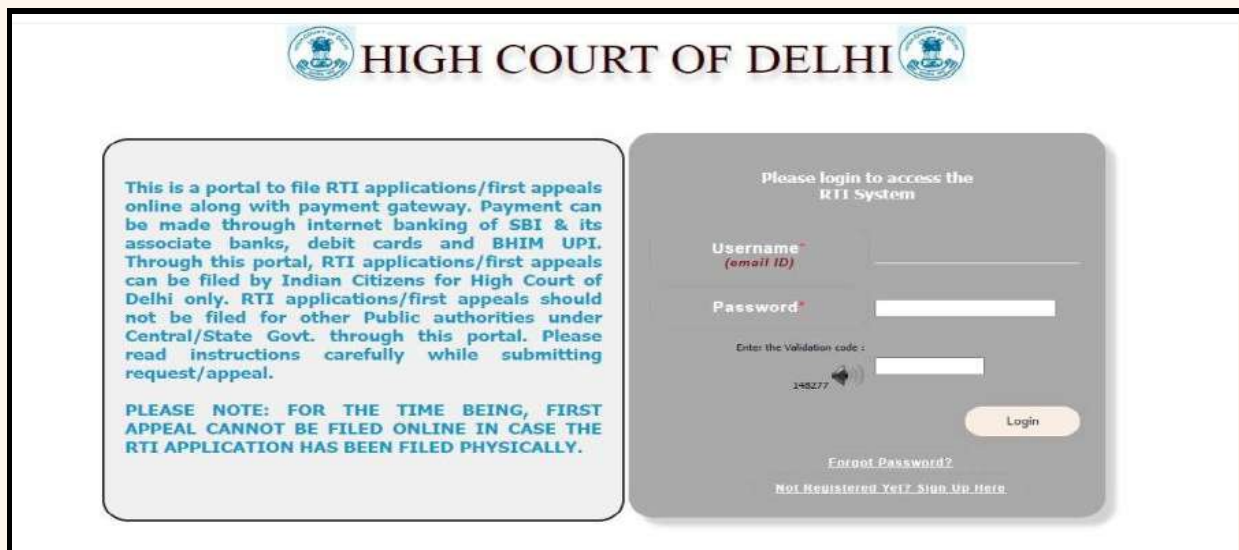 HIGH COURT OF DELHI
This is a portal to file RTI applications/first appeals
online along with payment gateway. Payment can
be made through internet banking of SBI & its
associate banks, debit cards and BHIM UPI.
Through this portal, RTI applications/first appeals
can be filed by Indian Citizens for High Court of
Delhi only. RTI applications/first appeals should
not be filed for other Public authorities under
Central/State Govt. through this portal. Please
read instructions carefully while submitting
request/appeal.
PLEASE NOTE: FOR THE TIME BEING, FIRST
APPEAL CANNOT BE FILED ONLINE IN CASE THE
RTI APPLICATION HAS BEEN FILED PHYSICALLY.
Please login to access the
RTI System
Username*
(email ID)
Password*
Enter the Validation code :
148277
Login
Forgot Password?
Not Registered Yet? Sign Up Here